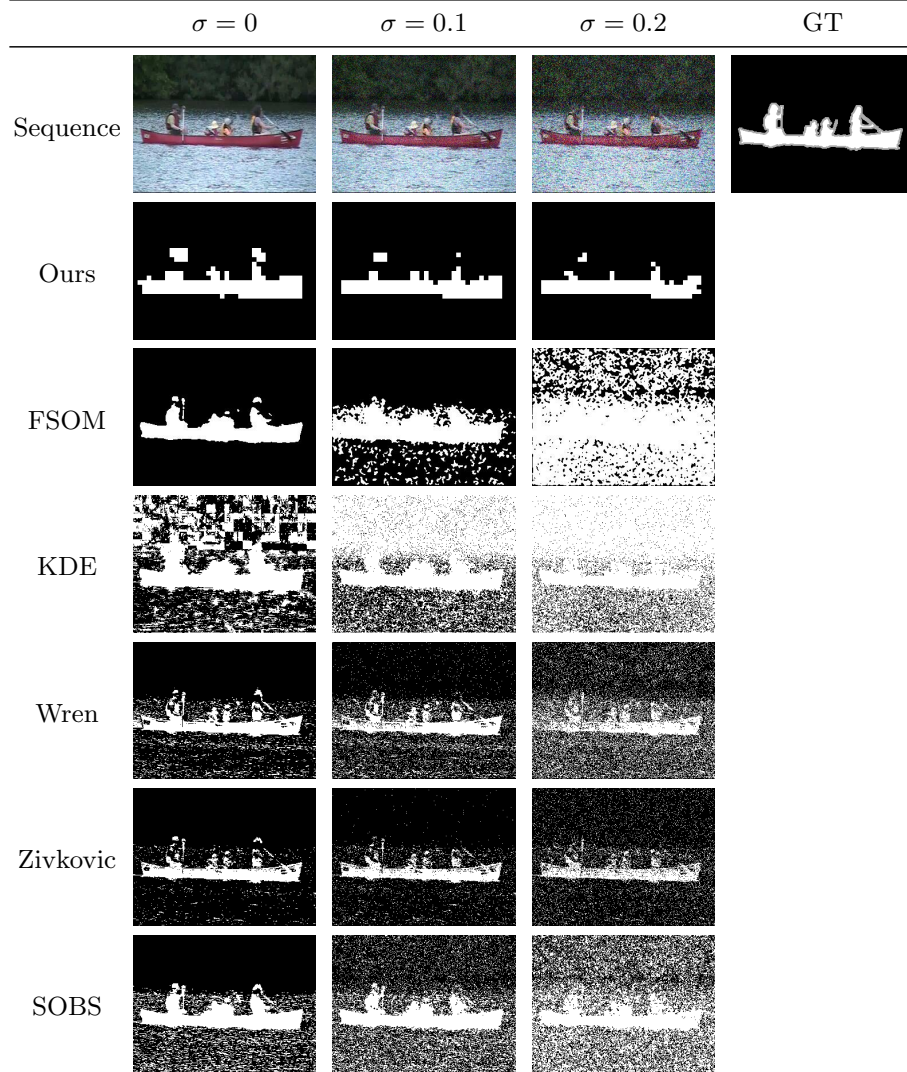 σ = 0 σ = 0.1 σ = 0.2 GT
Sequence
Ours
FSOM
KDE
Wren
Zivkovic
SOBS